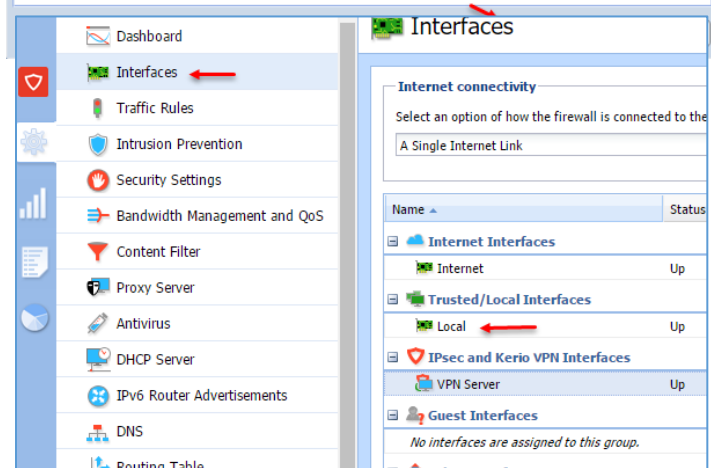 Dashboard
Interfaces
Traffic Rules
Intrusion Prevention
Security Settings
Bandwidth Management and QoS
Content Filter
Proxy Server
Antivirus
DHCP Server
IPv6 Router Advertisements
DNS
Routing Table
Interfaces
Internet connectivity
Select an option of how the firewall is connected to the
A Single Internet Link
Name Status
Internet Interfaces
Internet Up
Trusted/Local Interfaces
Local Up
IPsec and Kerio VPN Interfaces
VPN Server Up
Guest Interfaces
No interfaces are assigned to this group.